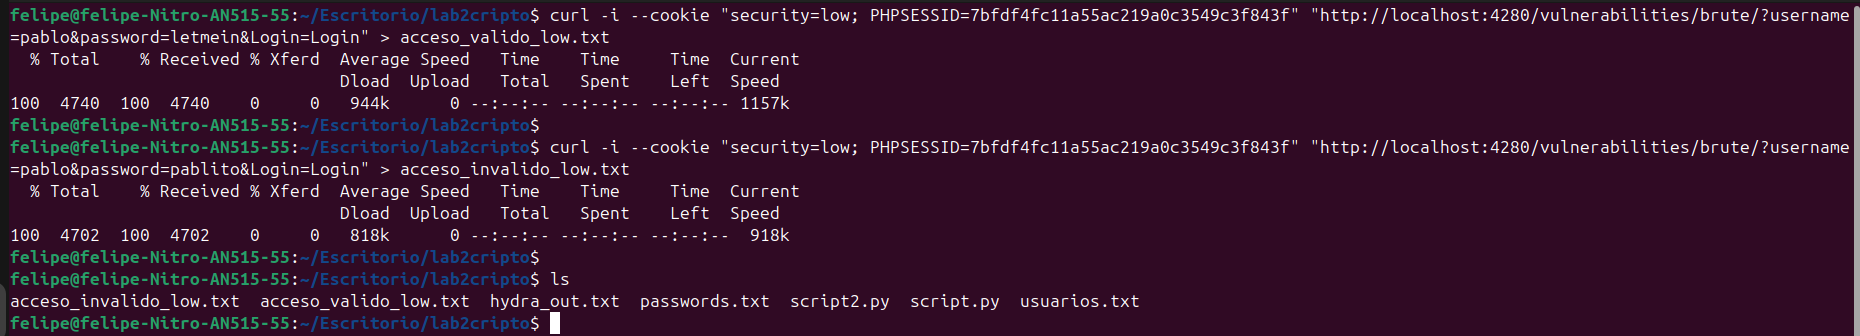 felipe@felipe-Nitro-AN515-55:~/Escritorio/lab2cripto$ curl -i --cookie "security=low; PHPSESSID=7bfdf4fc11a55ac219a0c3549c3f843f" "http://localhost:4280/vulnerabilities/brute/?username
=pablo&password=letmein&Login=Login" > acceso_valido_low.txt
  % Total    % Received % Xferd  Average Speed   Time    Time     Time  Current
                                 Dload  Upload   Total   Spent    Left  Speed
100  4740  100  4740    0     0   944k      0 --:--:-- --:--:-- --:--:-- 1157k
felipe@felipe-Nitro-AN515-55:~/Escritorio/lab2cripto$
felipe@felipe-Nitro-AN515-55:~/Escritorio/lab2cripto$ curl -i --cookie "security=low; PHPSESSID=7bfdf4fc11a55ac219a0c3549c3f843f" "http://localhost:4280/vulnerabilities/brute/?username
=pablo&password=pablito&Login=Login" > acceso_invalido_low.txt
  % Total    % Received % Xferd  Average Speed   Time    Time     Time  Current
                                 Dload  Upload   Total   Spent    Left  Speed
100  4702  100  4702    0     0   818k      0 --:--:-- --:--:-- --:--:--  918k
felipe@felipe-Nitro-AN515-55:~/Escritorio/lab2cripto$
felipe@felipe-Nitro-AN515-55:~/Escritorio/lab2cripto$ ls
acceso_invalido_low.txt  acceso_valido_low.txt  hydra_out.txt  passwords.txt  script2.py  script.py  usuarios.txt
felipe@felipe-Nitro-AN515-55:~/Escritorio/lab2cripto$